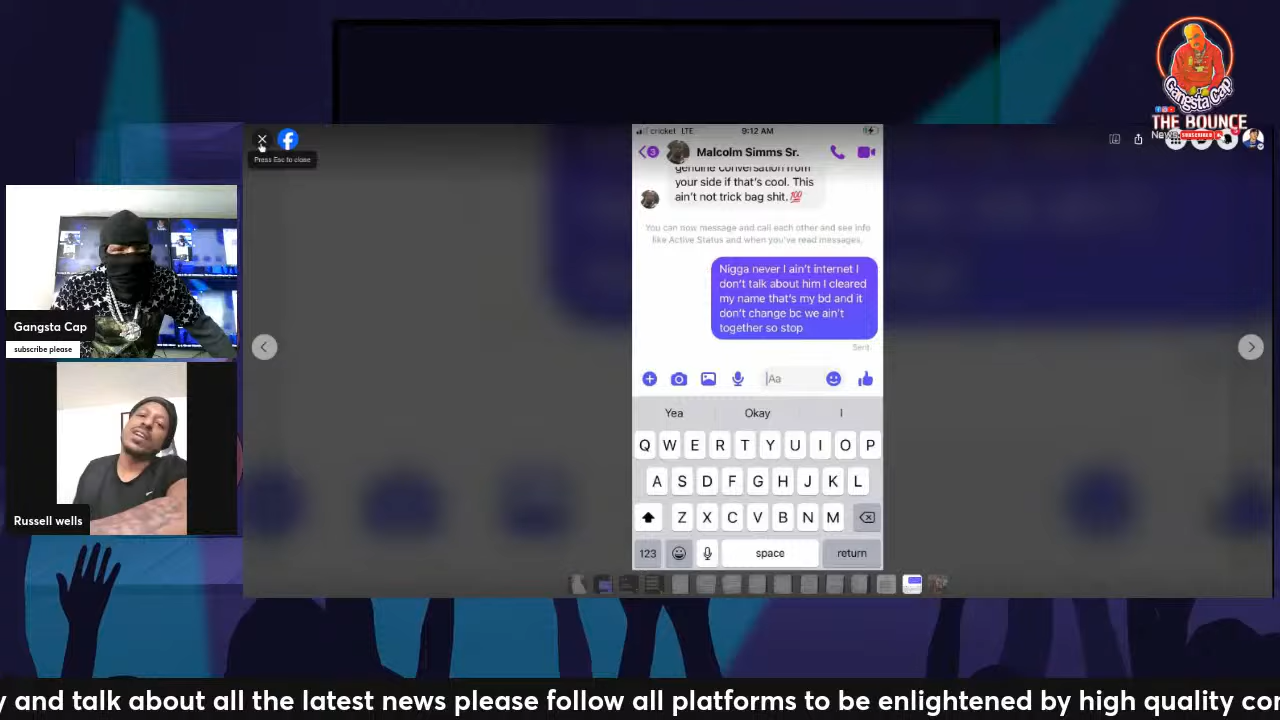 Gangsta Cap
THE BOUNCE
News
SUBSCRIBED
Press Esc to close
cricket LTE
9:12 AM
3
Malcolm Simms Sr.
genuine conversation from
your side if that's cool. This
ain't not trick bag shit.💯
You can now message and call each other and see info
like Active Status and when you've read messages.
Nigga never I ain't internet I
don't talk about him I cleared
my name that's my bd and it
don't change bc we ain't
together so stop
Sent
Aa
Yea Okay I
Q W E R T Y U I O P
A S D F G H J K L
Z X C V B N M
123 space return
Gangsta Cap
subscribe please
Russell wells
y and talk about all the latest news please follow all platforms to be enlightened by high quality con